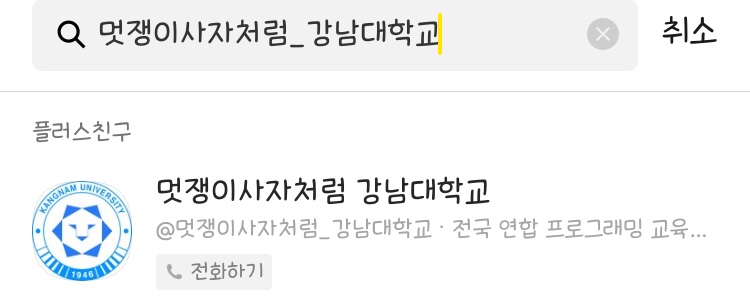 멋쟁이사자처럼_강남대학교 취소
플러스친구
멋쟁이사자처럼 강남대학교
@멋쟁이사자처럼_강남대학교 · 전국 연합 프로그래밍 교육...
전화하기
KANGNAM UNIVERSITY
1946